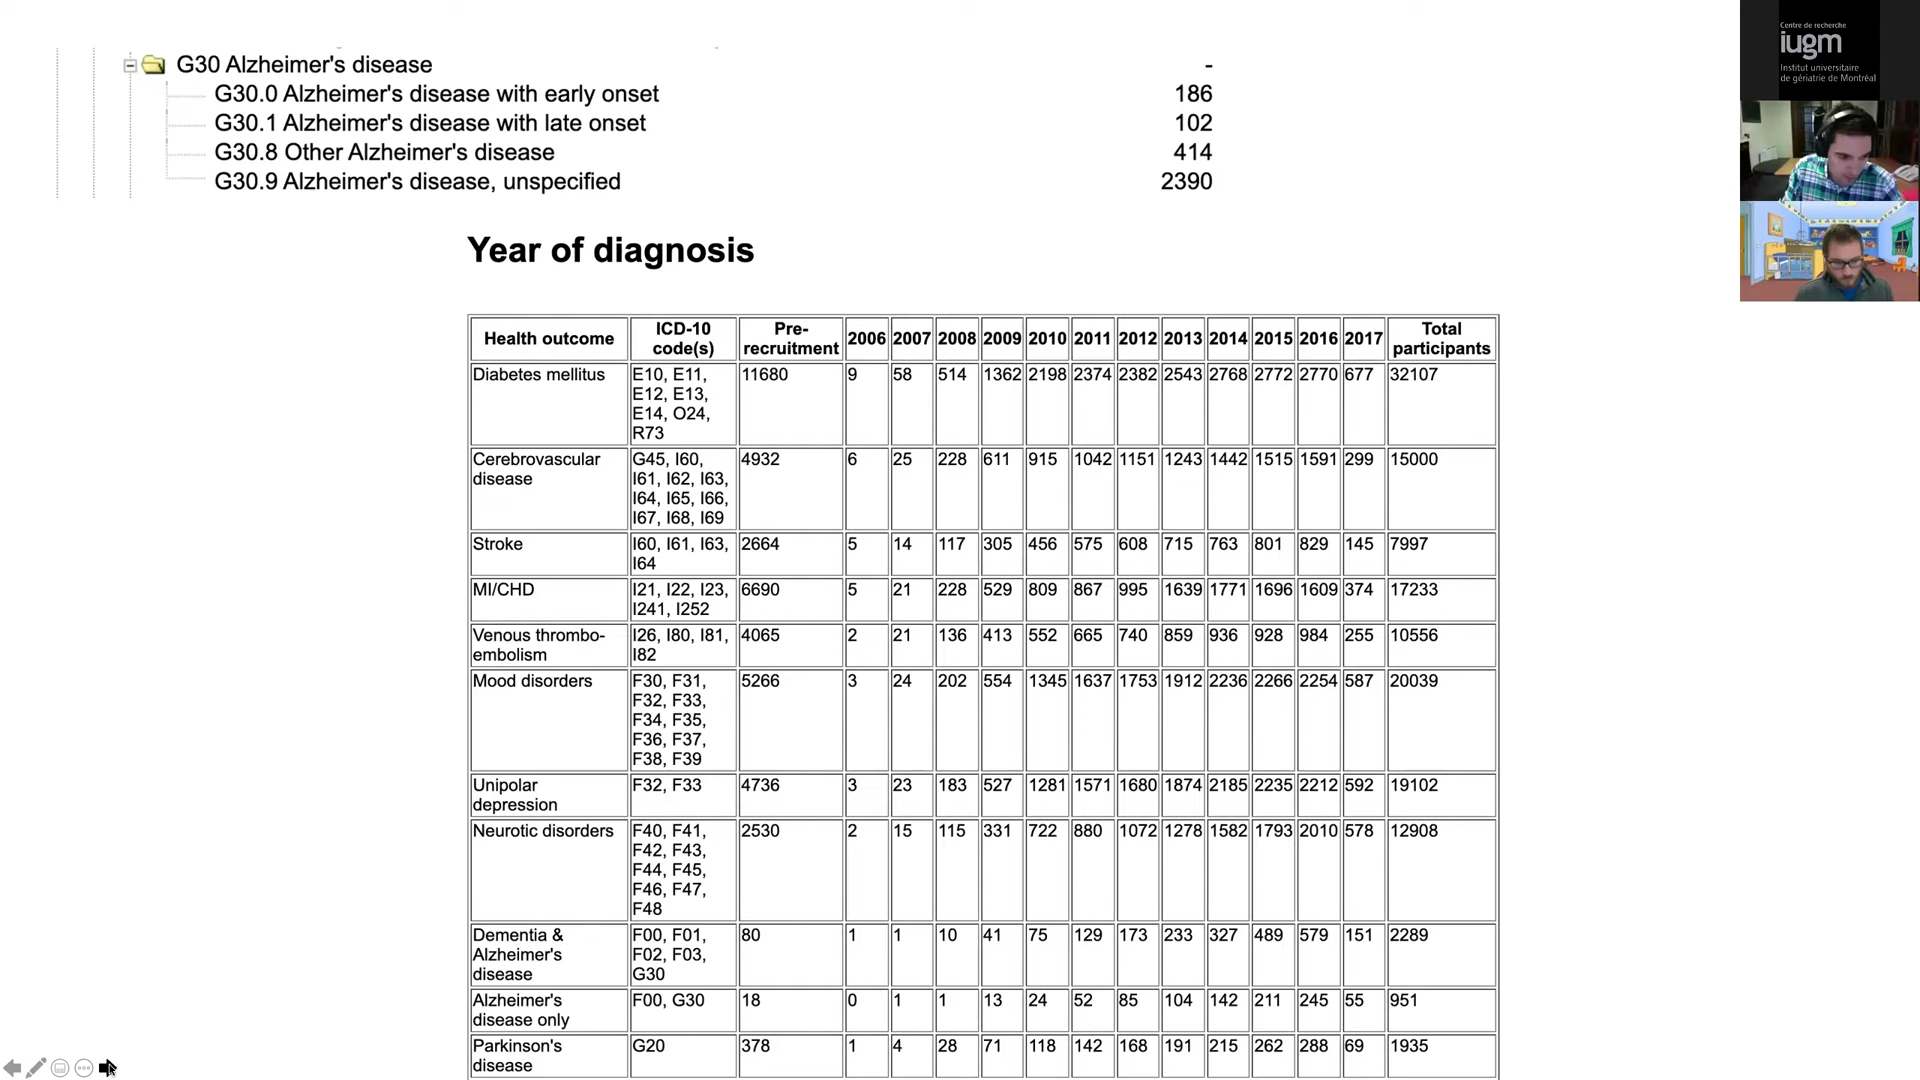 Centre de recherche
iugm
Institut universitaire
de gériatrie de Montréal
G30 Alzheimer's disease -
G30.0 Alzheimer's disease with early onset 186
G30.1 Alzheimer's disease with late onset 102
G30.8 Other Alzheimer's disease 414
G30.9 Alzheimer's disease, unspecified 2390
Year of diagnosis
Health outcome ICD-10 code(s) Pre-recruitment 2006 2007 2008 2009 2010 2011 2012 2013 2014 2015 2016 2017 Total participants
Diabetes mellitus E10, E11, E12, E13, E14, O24, R73 11680 9 58 514 1362 2198 2374 2382 2543 2768 2772 2770 677 32107
Cerebrovascular disease G45, I60, I61, I62, I63, I64, I65, I66, I67, I68, I69 4932 6 25 228 611 915 1042 1151 1243 1442 1515 1591 299 15000
Stroke I60, I61, I63, I64 2664 5 14 117 305 456 575 608 715 763 801 829 145 7997
MI/CHD I21, I22, I23, I241, I252 6690 5 21 228 529 809 867 995 1639 1771 1696 1609 374 17233
Venous thrombo-embolism I26, I80, I81, I82 4065 2 21 136 413 552 665 740 859 936 928 984 255 10556
Mood disorders F30, F31, F32, F33, F34, F35, F36, F37, F38, F39 5266 3 24 202 554 1345 1637 1753 1912 2236 2266 2254 587 20039
Unipolar depression F32, F33 4736 3 23 183 527 1281 1571 1680 1874 2185 2235 2212 592 19102
Neurotic disorders F40, F41, F42, F43, F44, F45, F46, F47, F48 2530 2 15 115 331 722 880 1072 1278 1582 1793 2010 578 12908
Dementia & Alzheimer's disease F00, F01, F02, F03, G30 80 1 1 10 41 75 129 173 233 327 489 579 151 2289
Alzheimer's disease only F00, G30 18 0 1 1 13 24 52 85 104 142 211 245 55 951
Parkinson's disease G20 378 1 4 28 71 118 142 168 191 215 262 288 69 1935